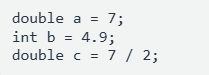 double a = 7;
int b = 4.9;
double c = 7 / 2;